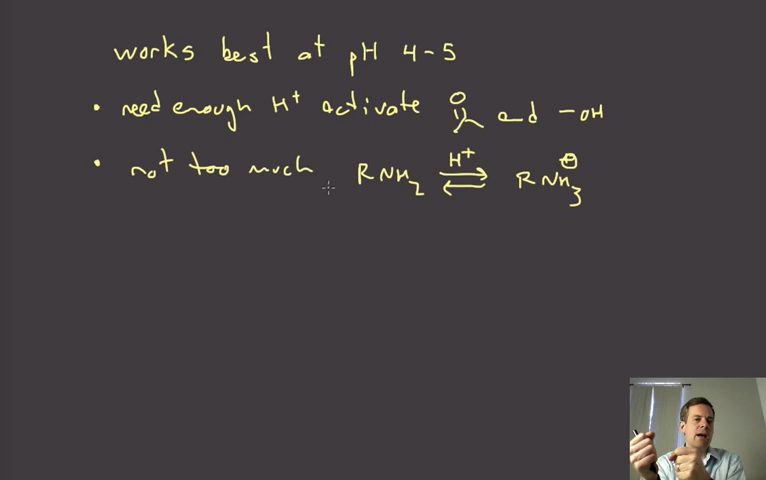 works best at pH 4-5
• need enough H⁺ activate O and -OH
• not too much RNH₂ H⁺ ⇌ RNH₃ ⊕